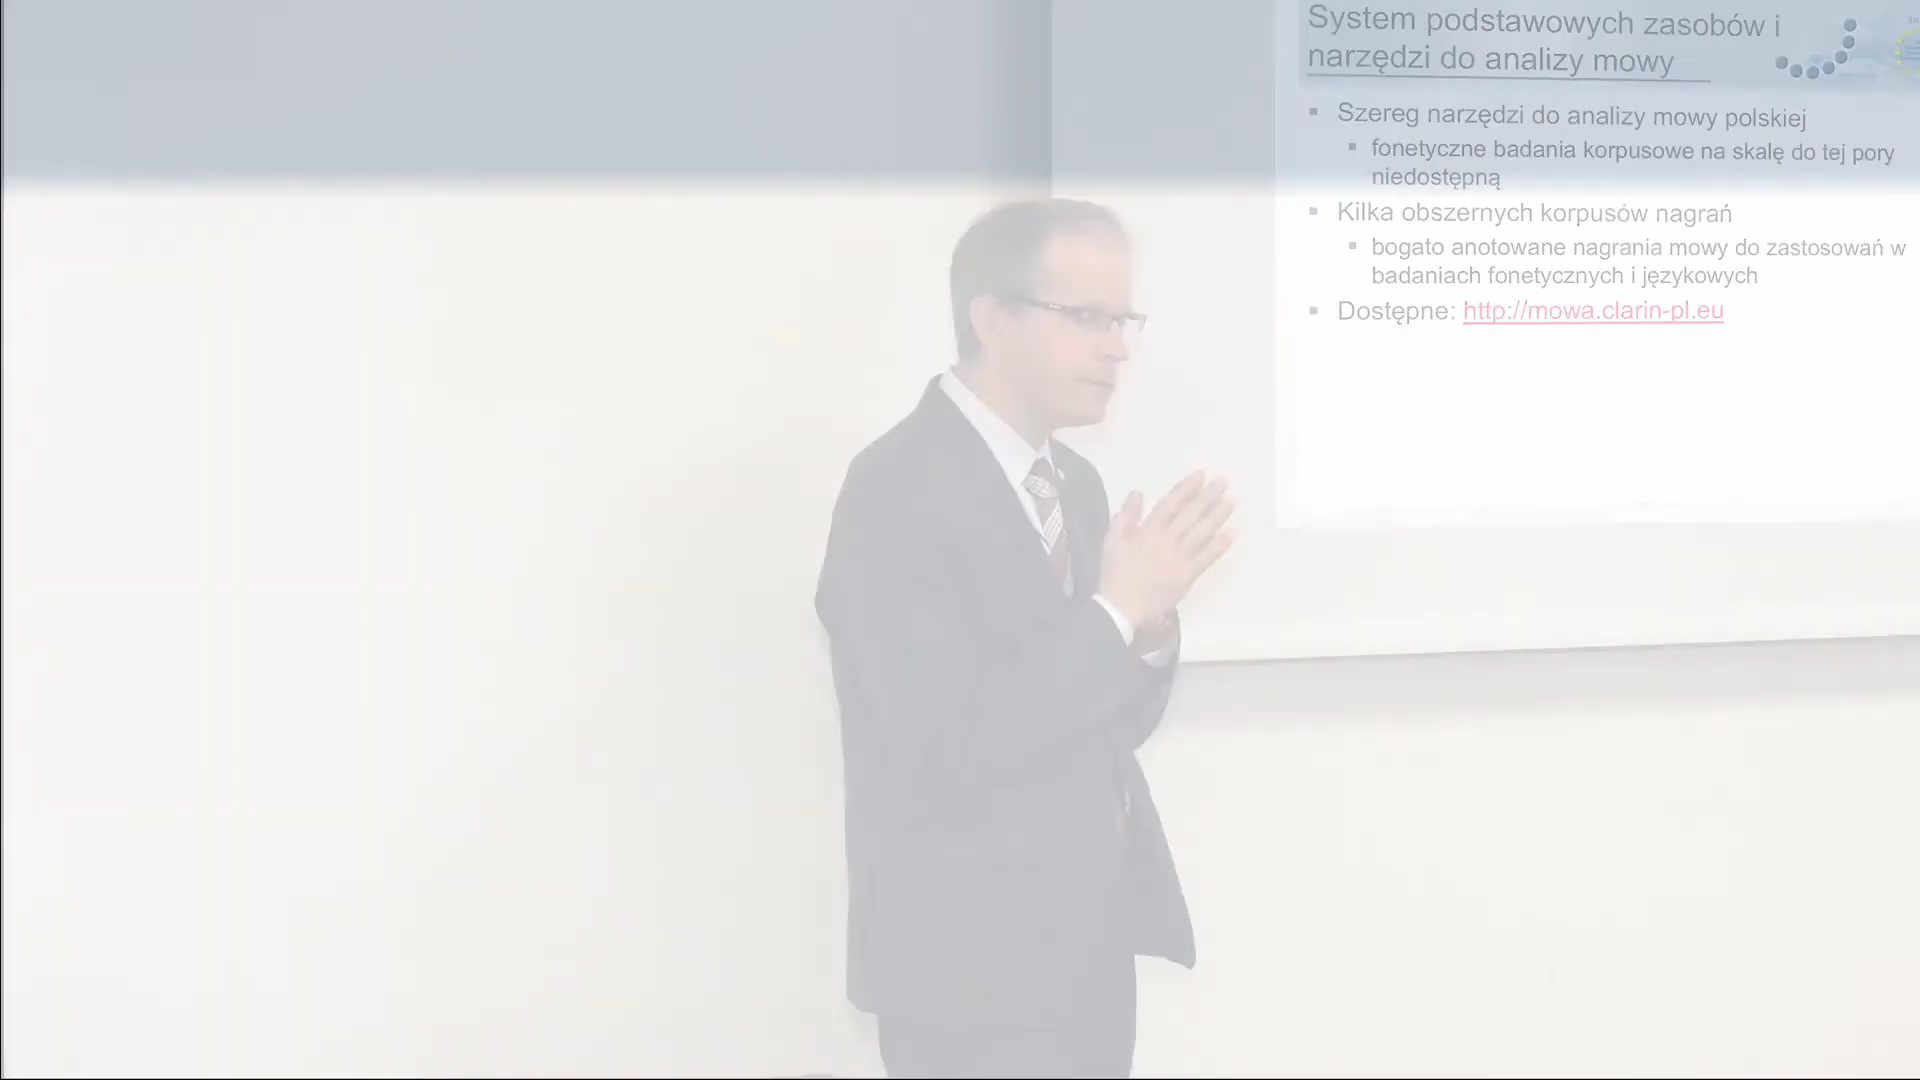 System podstawowych zasobów i
narzędzi do analizy mowy
Szereg narzędzi do analizy mowy polskiej
fonetyczne badania korpusowe na skalę do tej pory
niedostępną
Kilka obszernych korpusów nagrań
bogato anotowane nagrania mowy do zastosowań w
badaniach fonetycznych i językowych
Dostępne: http://mowa.clarin-pl.eu